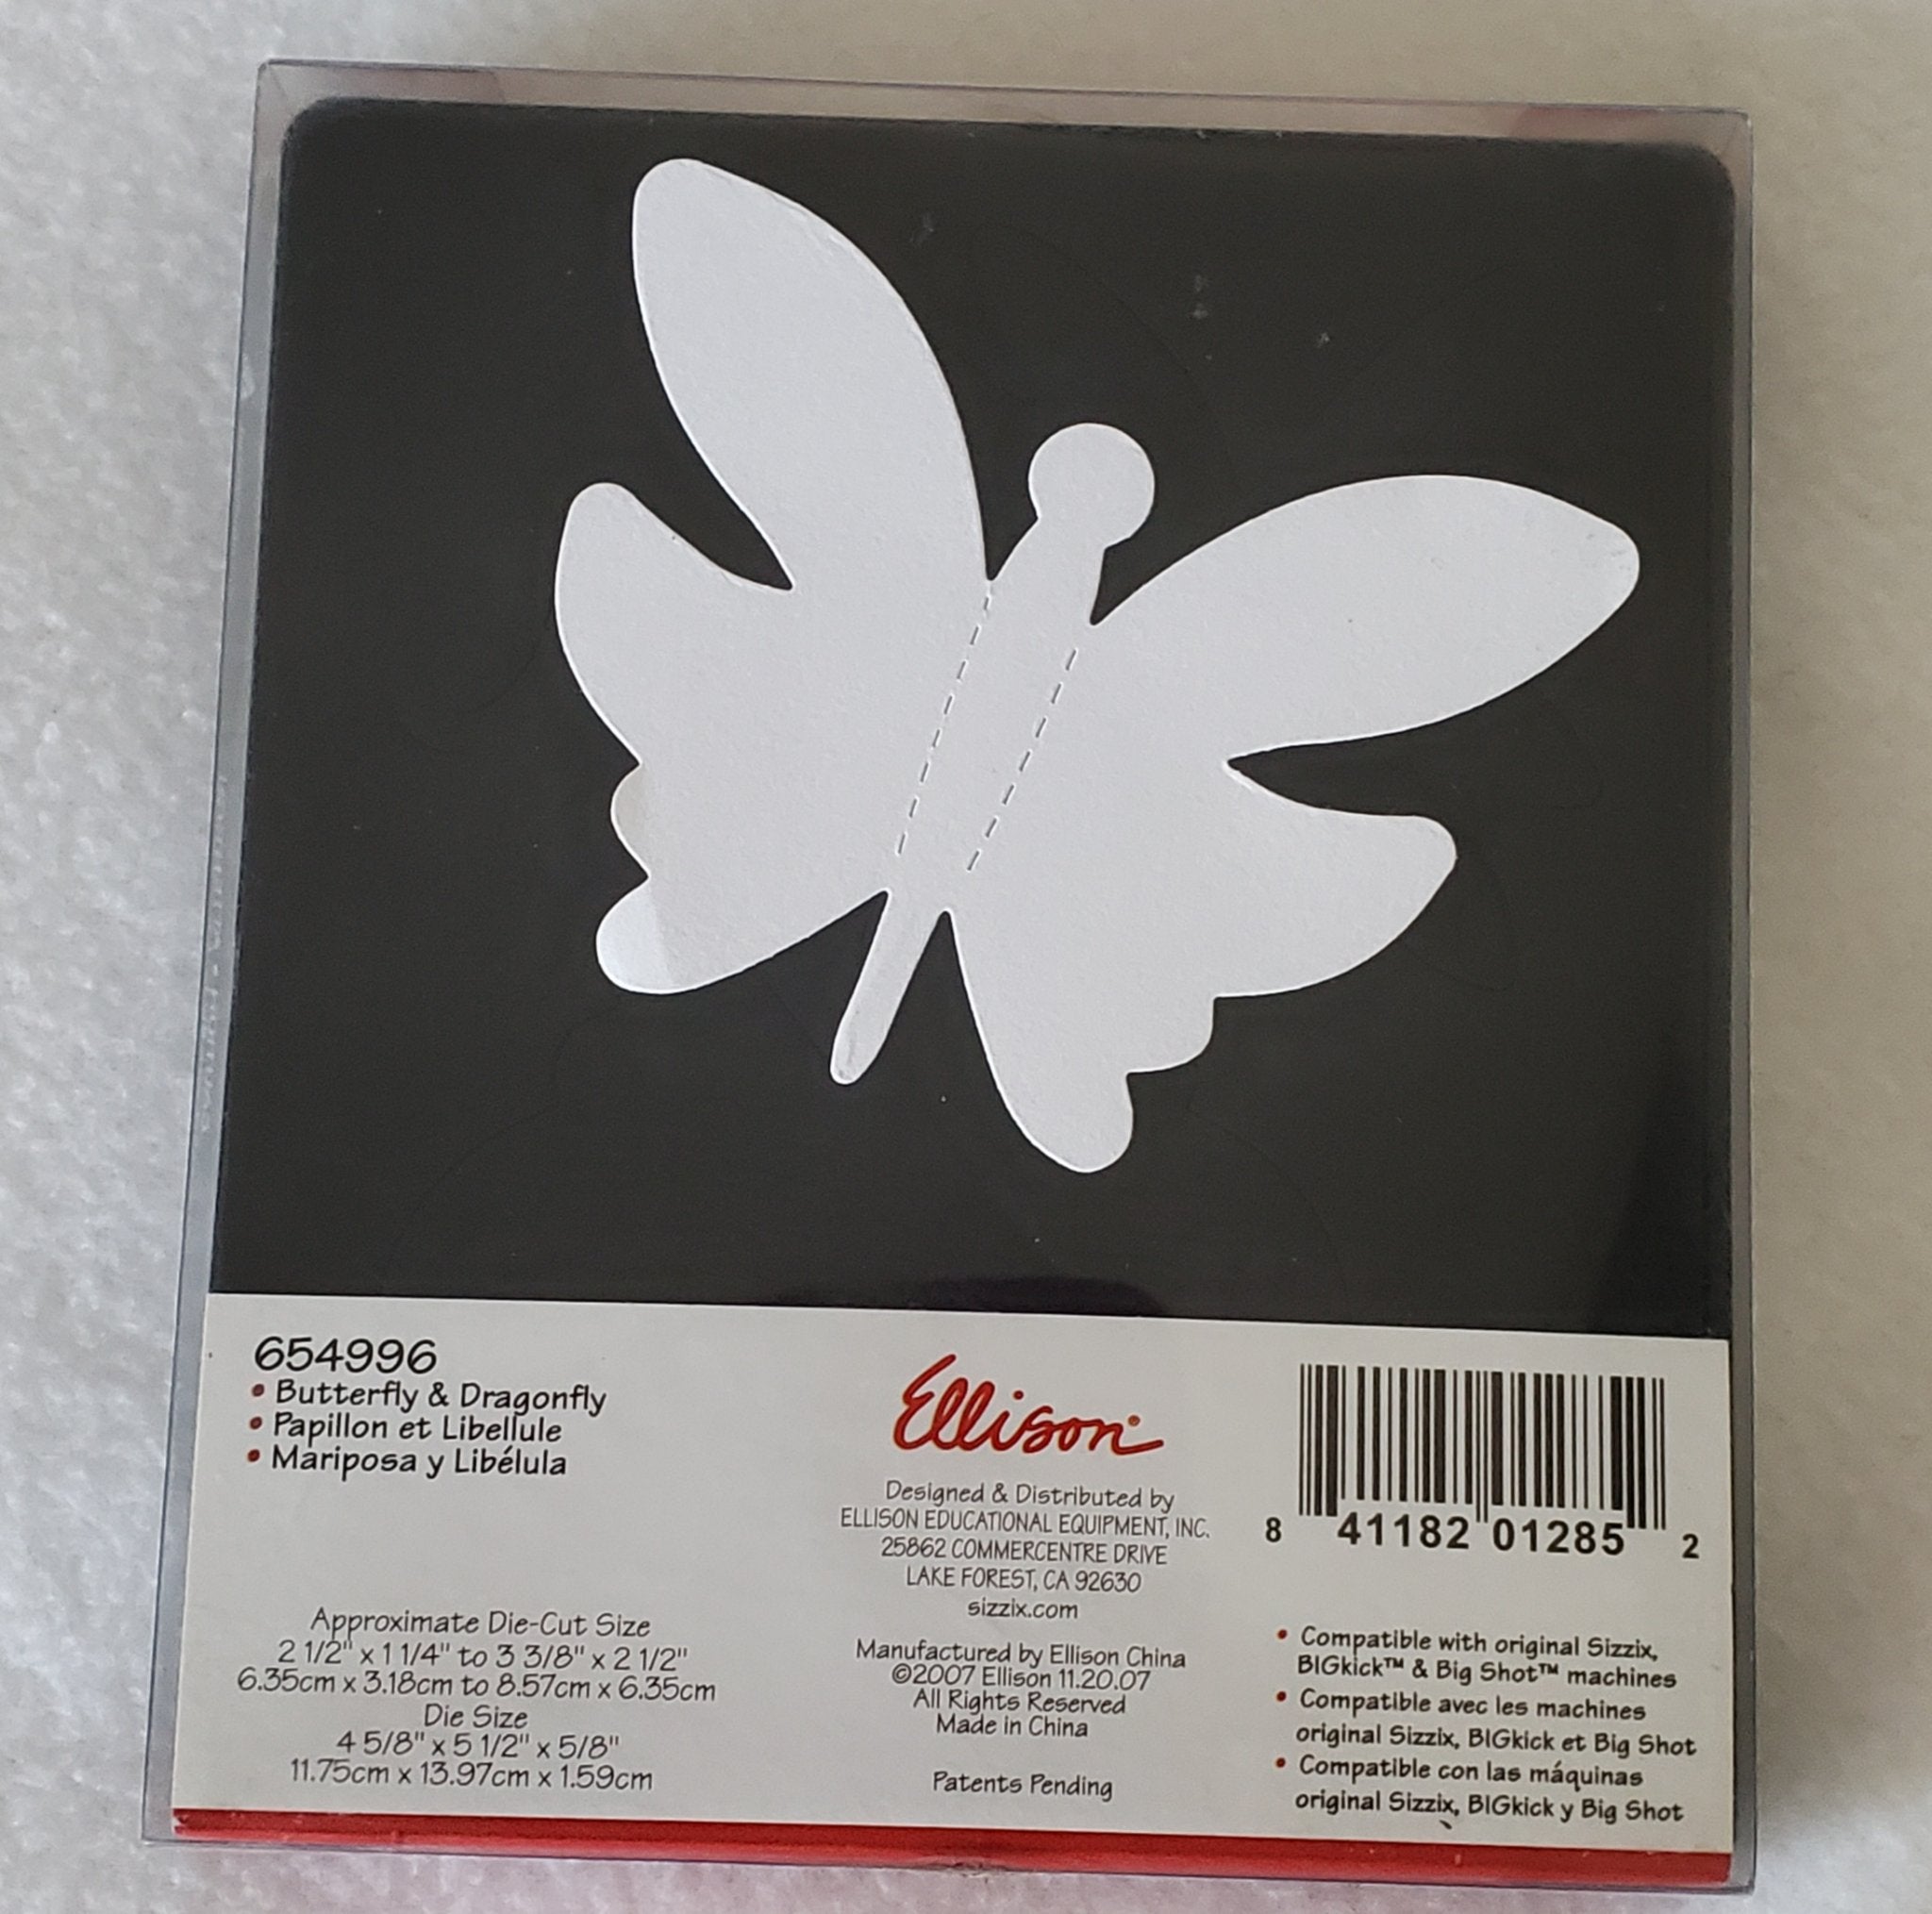 654996
• Butterfly & Dragonfly
• Papillon et Libellule
• Mariposa y Libélula
Approximate Die-Cut Size
2 1/2" x 1 1/4" to 3 3/8" x 2 1/2"
6.35cm x 3.18cm to 8.57cm x 6.35cm
Die Size
4 5/8" x 5 1/2" x 5/8"
11.75cm x 13.97cm x 1.59cm
Ellison®
Designed & Distributed by
ELLISON EDUCATIONAL EQUIPMENT, INC.
25862 COMMERCENTRE DRIVE
LAKE FOREST, CA 92630
sizzix.com
Manufactured by Ellison China
©2007 Ellison 11.20.07
All Rights Reserved
Made in China
Patents Pending
8 41182 01285 2
• Compatible with original Sizzix,
BIGkick™ & Big Shot™ machines
• Compatible avec les machines
original Sizzix, BIGkick et Big Shot
• Compatible con las máquinas
original Sizzix, BIGkick y Big Shot